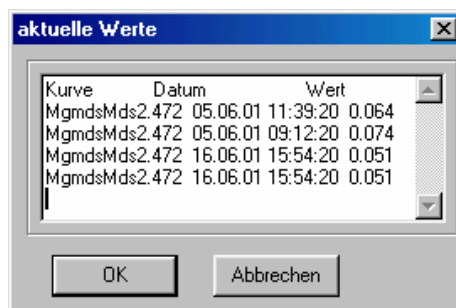 aktuelle Werte
Kurve Datum Wert
MgmdsMds2.472 05.06.01 11:39:20 0.064
MgmdsMds2.472 05.06.01 09:12:20 0.074
MgmdsMds2.472 16.06.01 15:54:20 0.051
MgmdsMds2.472 16.06.01 15:54:20 0.051
OK Abbrechen